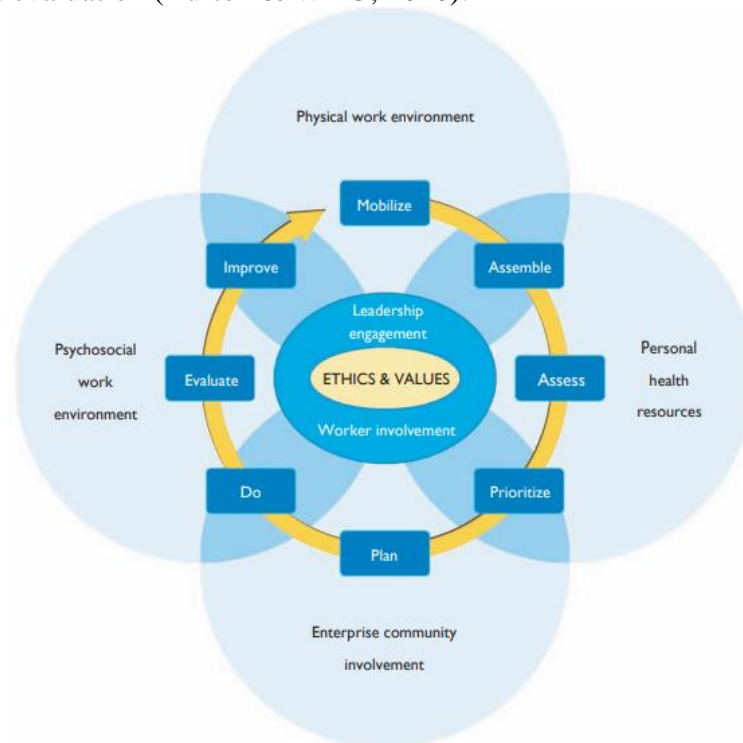 Physical work environment
Mobilize
Improve
Assemble
Leadership
engagement
Psychosocial
work
environment
Evaluate
ETHICS & VALUES
Assess
Personal
health
resources
Worker involvement
Do
Prioritize
Plan
Enterprise community
involvement